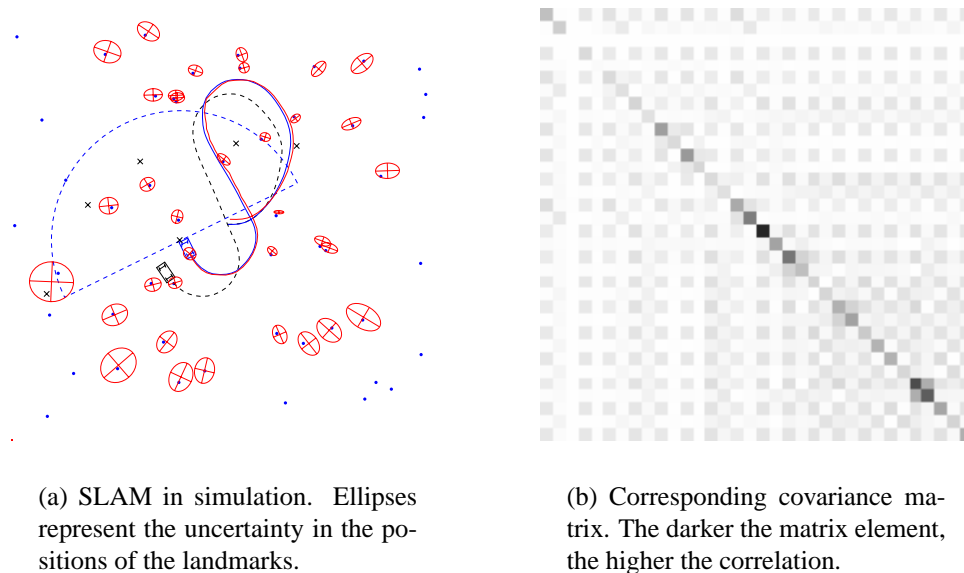 (a) SLAM in simulation. Ellipses
represent the uncertainty in the po-
sitions of the landmarks.
(b) Corresponding covariance ma-
trix. The darker the matrix element,
the higher the correlation.